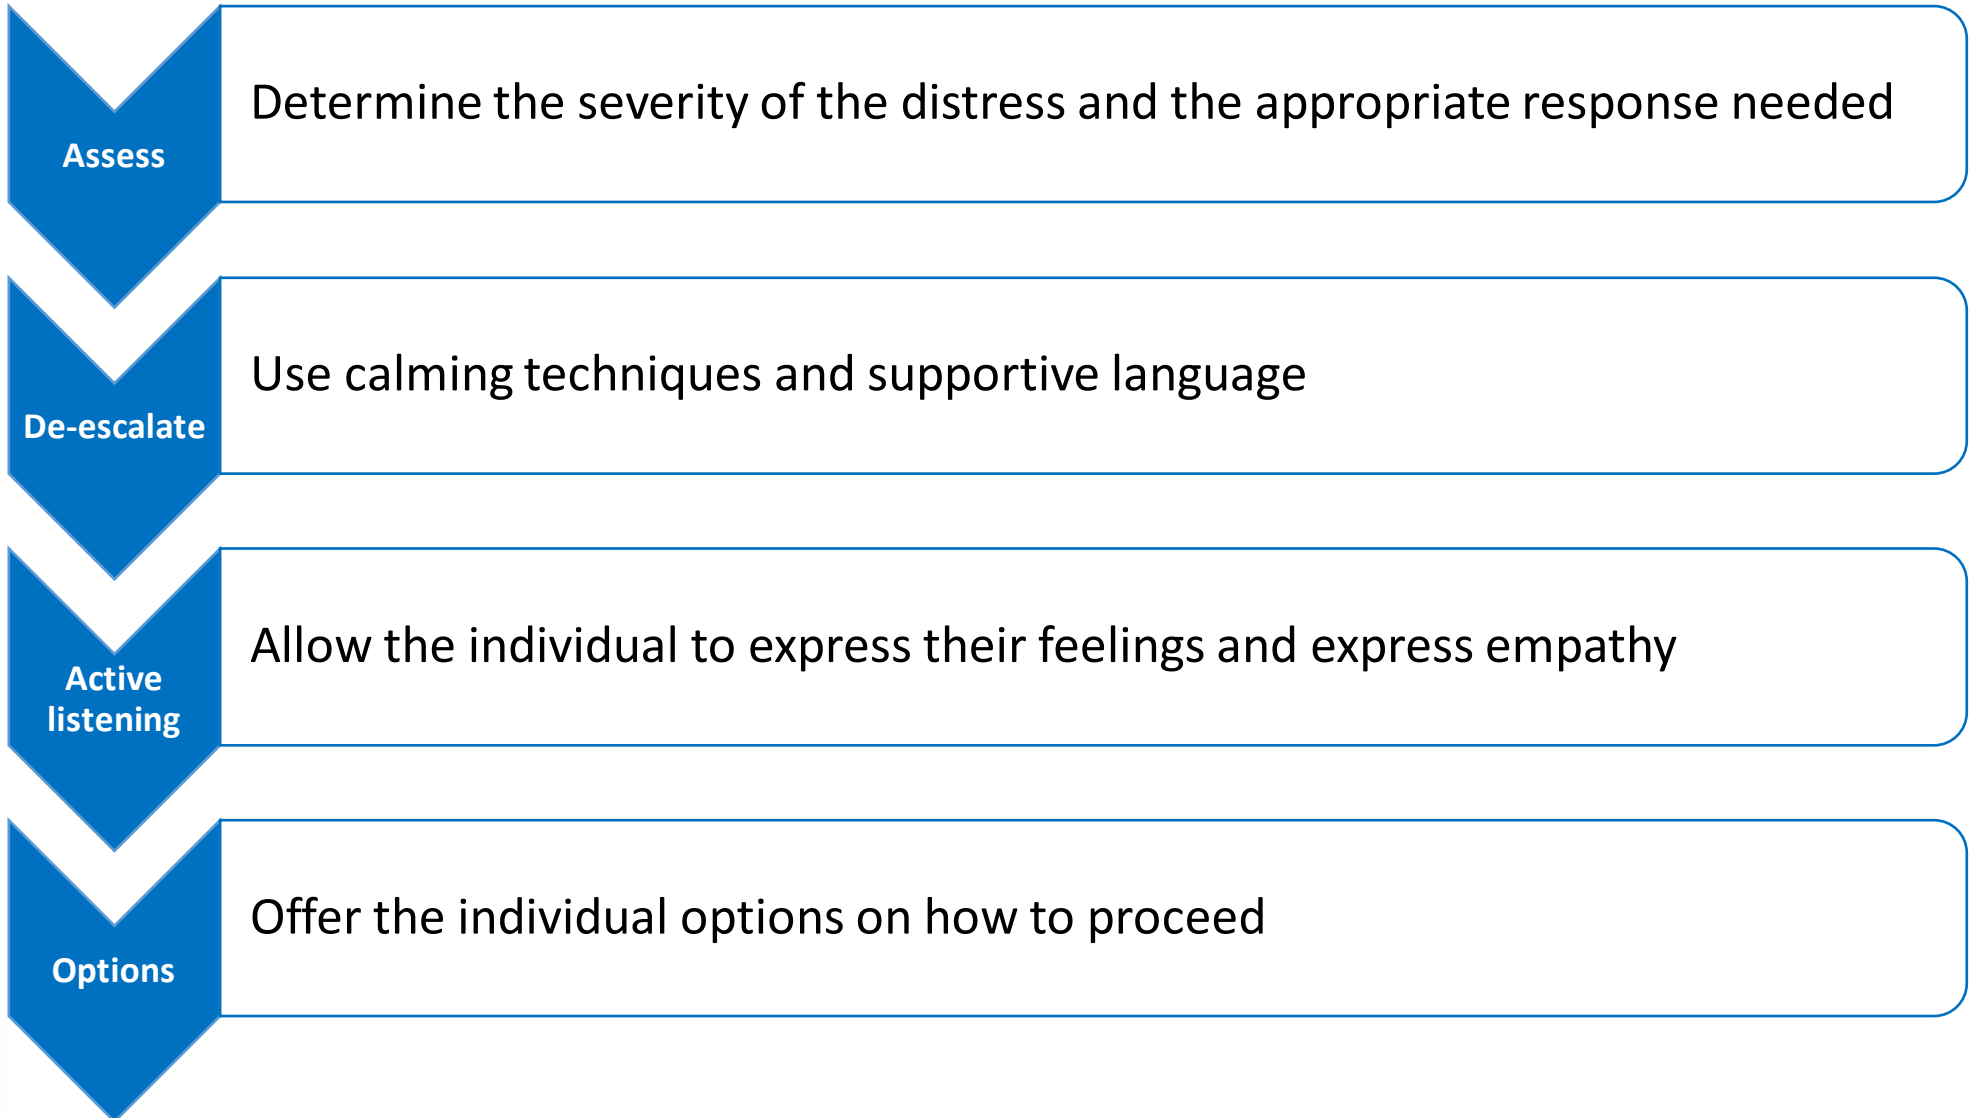 Assess
Determine the severity of the distress and the appropriate response needed
De-escalate
Use calming techniques and supportive language
Active
listening
Allow the individual to express their feelings and express empathy
Options
Offer the individual options on how to proceed